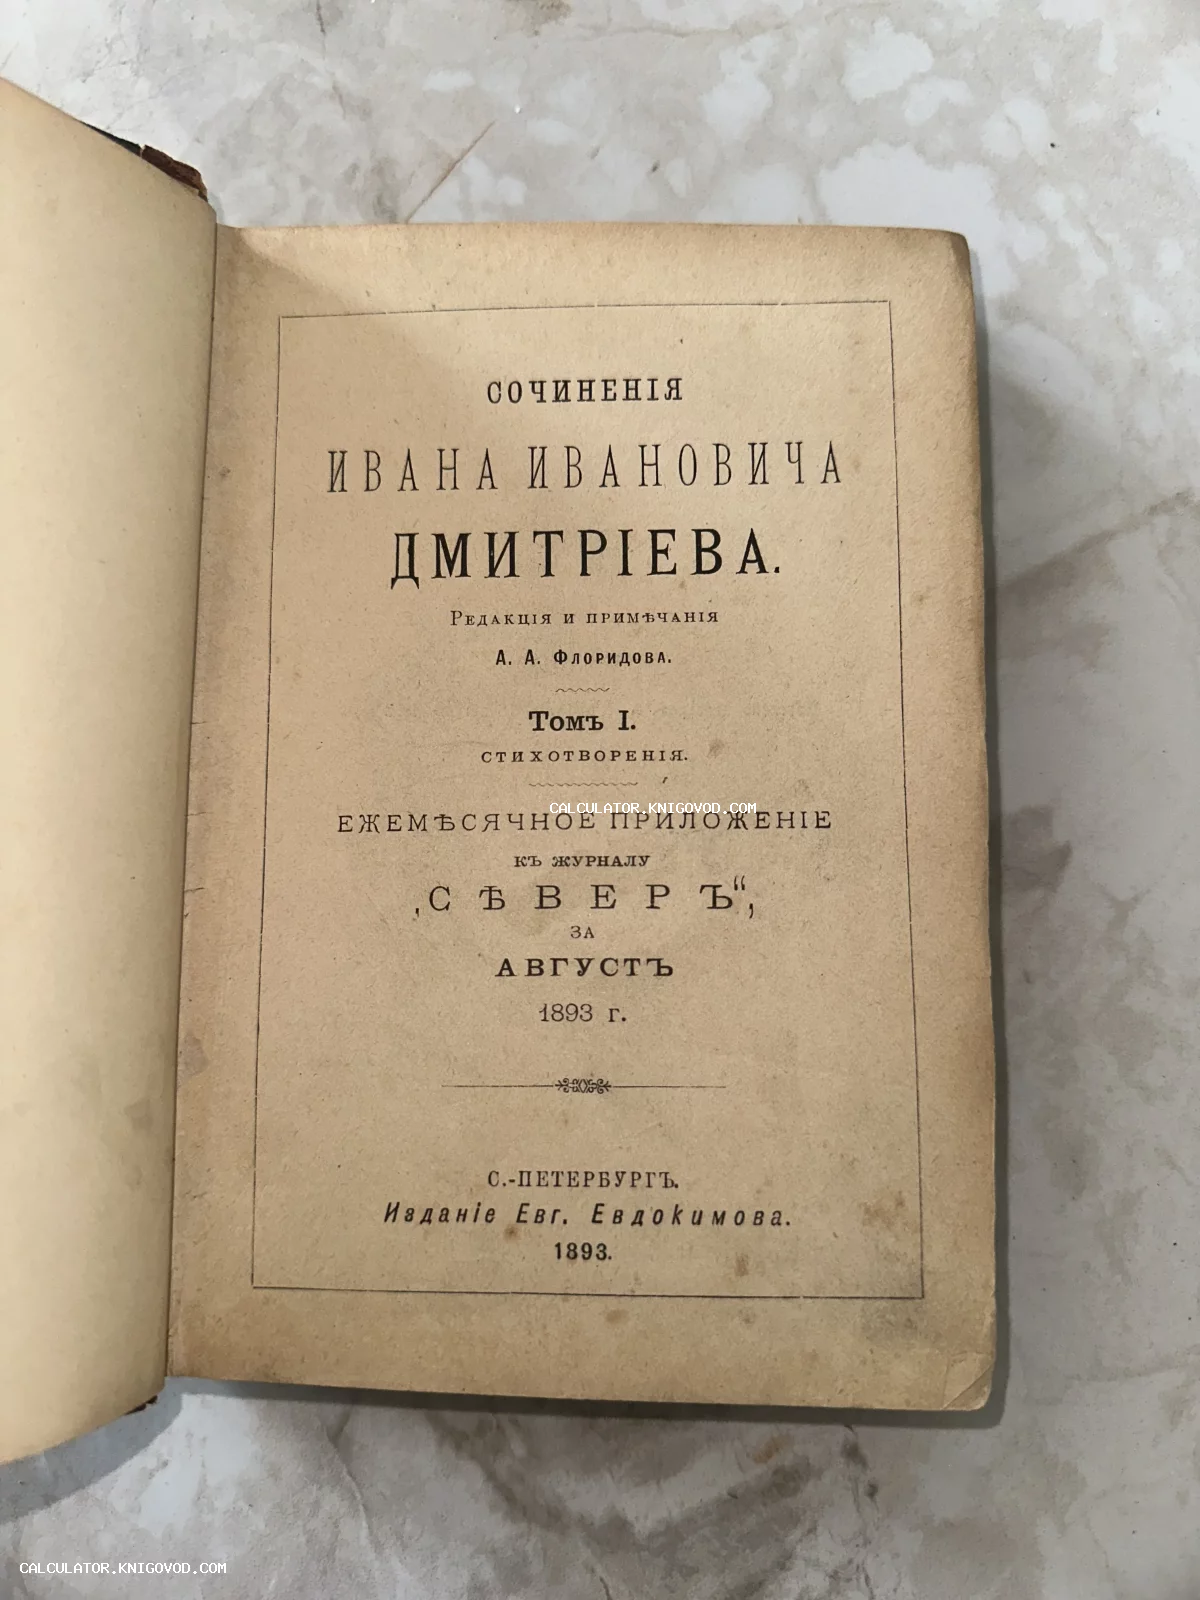 СОЧИНЕНІЯ
ИВАНА ИВАНОВИЧА
ДМИТРІЕВА.
Редакція и примѣчанія
А. А. Флоридова.
Томъ I.
СТИХОТВОРЕНІЯ.
CALCULATOR.KNIGOVOD.COM
ЕЖЕМѢСЯЧНОЕ ПРИЛОЖЕНІЕ
КЪ ЖУРНАЛУ
„СѢВЕРЪ“,
ЗА
АВГУСТЪ
1893 г.
С.-ПЕТЕРБУРГЪ.
Изданіе Евг. Евдокимова.
1893.
CALCULATOR.KNIGOVOD.COM